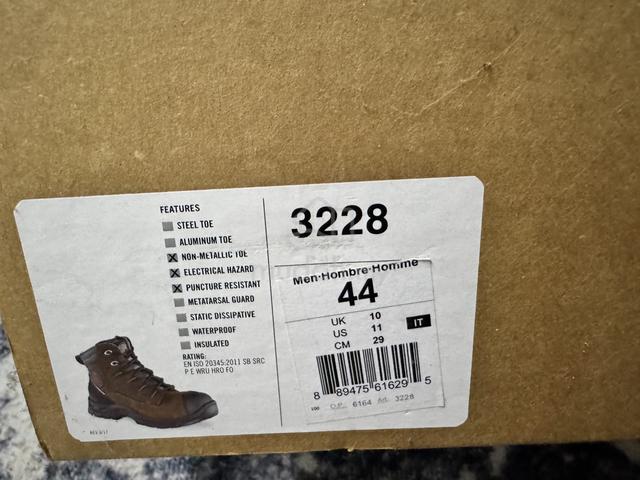 FEATURES
STEEL TOE
ALUMINUM TOE
NON-METALLIC TOE
ELECTRICAL HAZARD
PUNCTURE RESISTANT
METATARSAL GUARD
STATIC DISSIPATIVE
WATERPROOF
INSULATED
RATING:
EN ISO 20345:2011 SB SRC
P E WRU HRO FO
3228
Men·Hombre·Homme
44
UK 10
US 11
CM 29
IT
8 89475 61629 5
O.P. 6164 Art. 3228